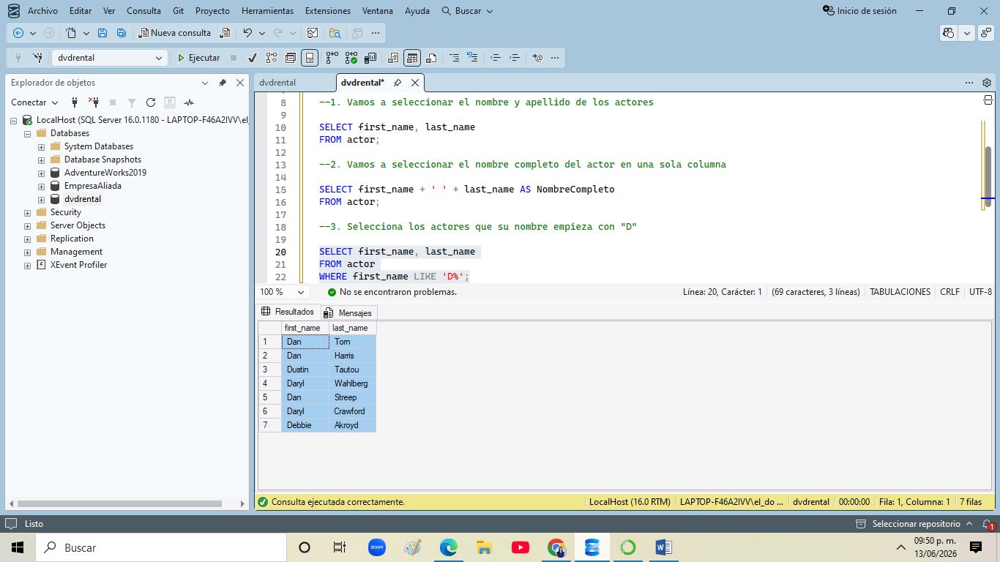 Archivo Editar Ver Consulta Git Proyecto Herramientas Extensiones Ventana Ayuda Buscar Inicio de sesión
Nueva consulta
dvdrental Ejecutar
Explorador de objetos
Conectar
LocalHost (SQL Server 16.0.1180 - LAPTOP-F46A2IVV\el_
Databases
System Databases
Database Snapshots
AdventureWorks2019
EmpresaAliada
dvdrental
Security
Server Objects
Replication
Management
XEvent Profiler
dvdrental dvdrental*
8 --1. Vamos a seleccionar el nombre y apellido de los actores
9
10 SELECT first_name, last_name
11 FROM actor;
12
13 --2. Vamos a seleccionar el nombre completo del actor en una sola columna
14
15 SELECT first_name + ' ' + last_name AS NombreCompleto
16 FROM actor;
17
18 --3. Selecciona los actores que su nombre empieza con "D"
19
20 SELECT first_name, last_name
21 FROM actor
22 WHERE first_name LIKE 'D%';
100 % No se encontraron problemas. Línea: 20, Carácter: 1 (69 caracteres, 3 líneas) TABULACIONES CRLF UTF-8
Resultados Mensajes
first_name last_name
1 Dan Torn
2 Dan Harris
3 Dustin Tautou
4 Daryl Wahlberg
5 Dan Streep
6 Daryl Crawford
7 Debbie Akroyd
Consulta ejecutada correctamente. LocalHost (16.0 RTM) LAPTOP-F46A2IVV\el_do ... dvdrental 00:00:00 Fila: 1, Columna: 1 7 filas
Listo Seleccionar repositorio 1
Buscar zoom 09:50 p. m.
13/06/2026